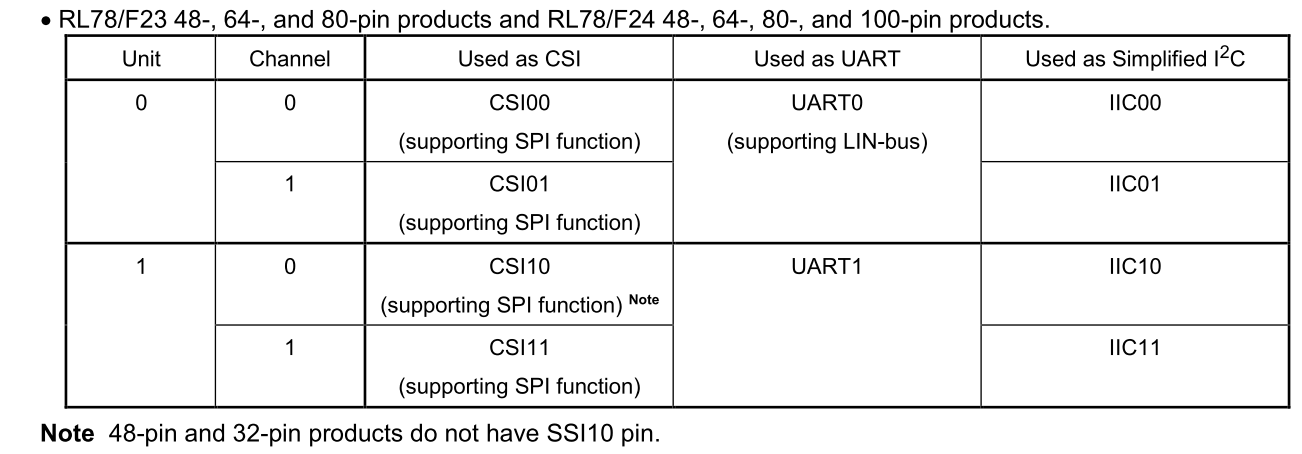 • RL78/F23 48-, 64-, and 80-pin products and RL78/F24 48-, 64-, 80-, and 100-pin products.
Unit Channel Used as CSI Used as UART Used as Simplified I²C
0 0 CSI00 UART0 IIC00
(supporting SPI function) (supporting LIN-bus)
1 CSI01 IIC01
(supporting SPI function)
1 0 CSI10 UART1 IIC10
(supporting SPI function) Note
1 CSI11 IIC11
(supporting SPI function)
Note 48-pin and 32-pin products do not have SSI10 pin.